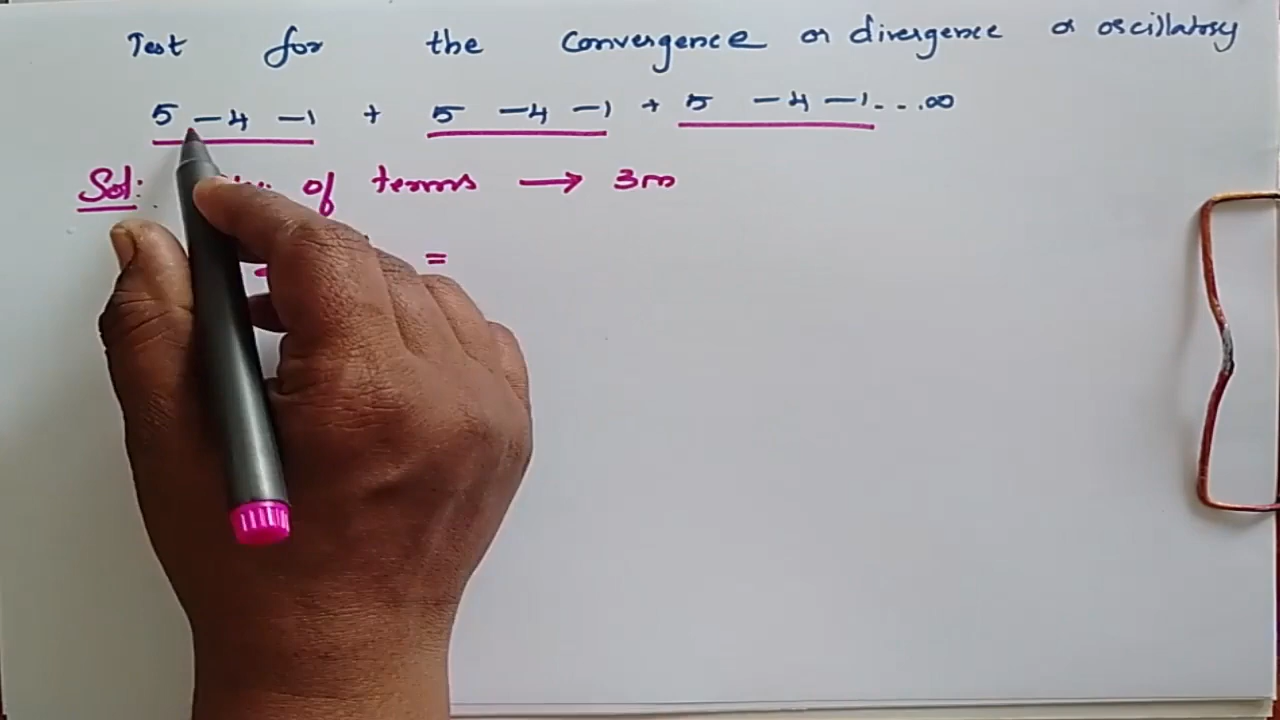 Test for the convergence or divergence or oscillatory
5 - 4 - 1 + 5 - 4 - 1 + 5 - 4 - 1 ... ∞
Sol: of terms → 3m
=